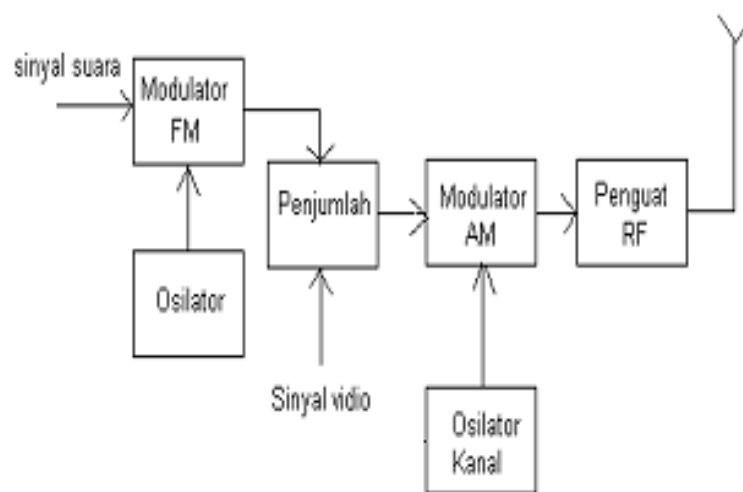 sinyal suara
Modulator
FM
Penjumlah
Modulator
AM
Penguat
RF
Osilator
Sinyal vidio
Osilator
Kanal